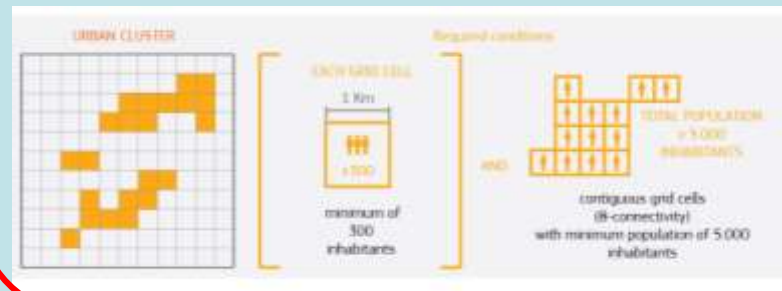 URBAN CLUSTER
Required conditions
EACH GRID CELL
1 Km
≥300
minimum of
300
inhabitants
AND
TOTAL POPULATION
≥ 5.000
INHABITANTS
contiguous grid cells
(8-connectivity)
with minimum population of 5.000
inhabitants